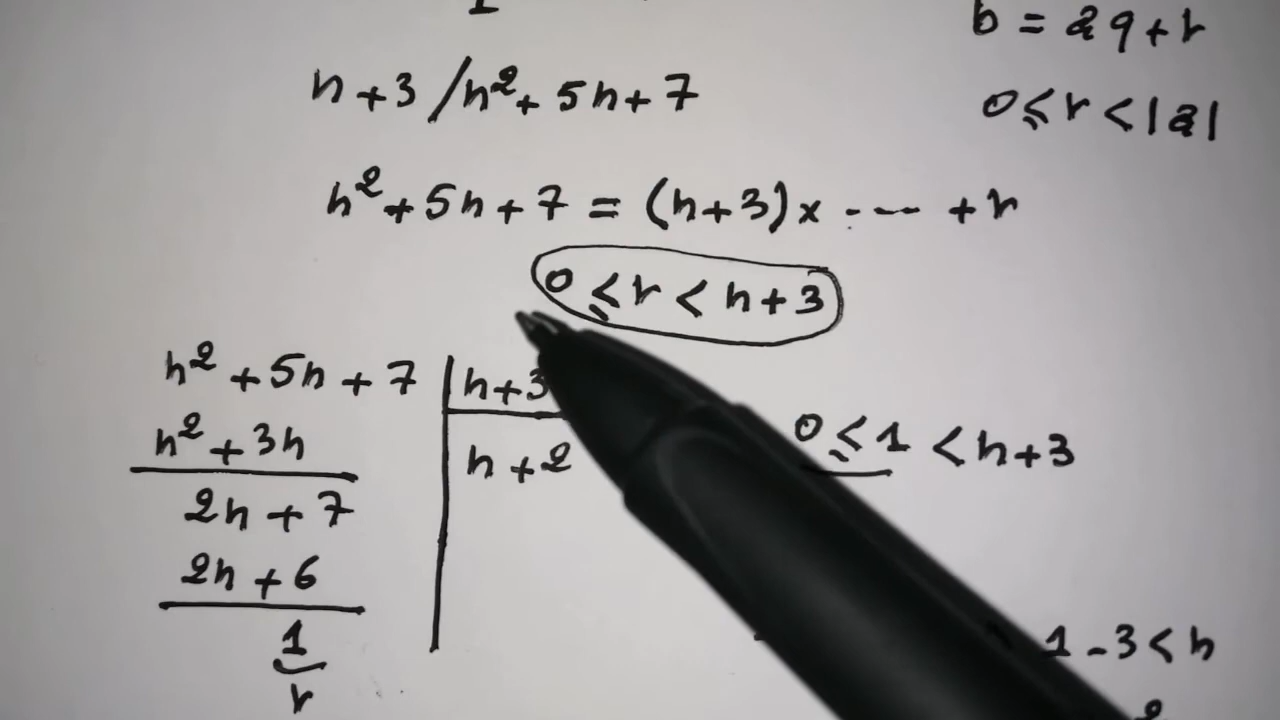 b = aq + r
n + 3 / n² + 5n + 7
0 ≤ r < |a|
n² + 5n + 7 = (n + 3) × ---- + r
0 ≤ r < n + 3
n² + 5n + 7 | n + 3
n² + 3n
n + 2
0 ≤ 1 < n + 3
2n + 7
2n + 6
1
r
1 - 3 < n